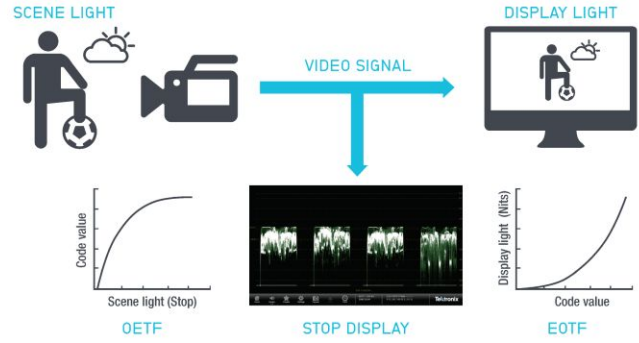 SCENE LIGHT
DISPLAY LIGHT
VIDEO SIGNAL
Code value
Scene light (Stop)
OETF
Tektronix
STOP DISPLAY
Display light (Nits)
Code value
EOTF